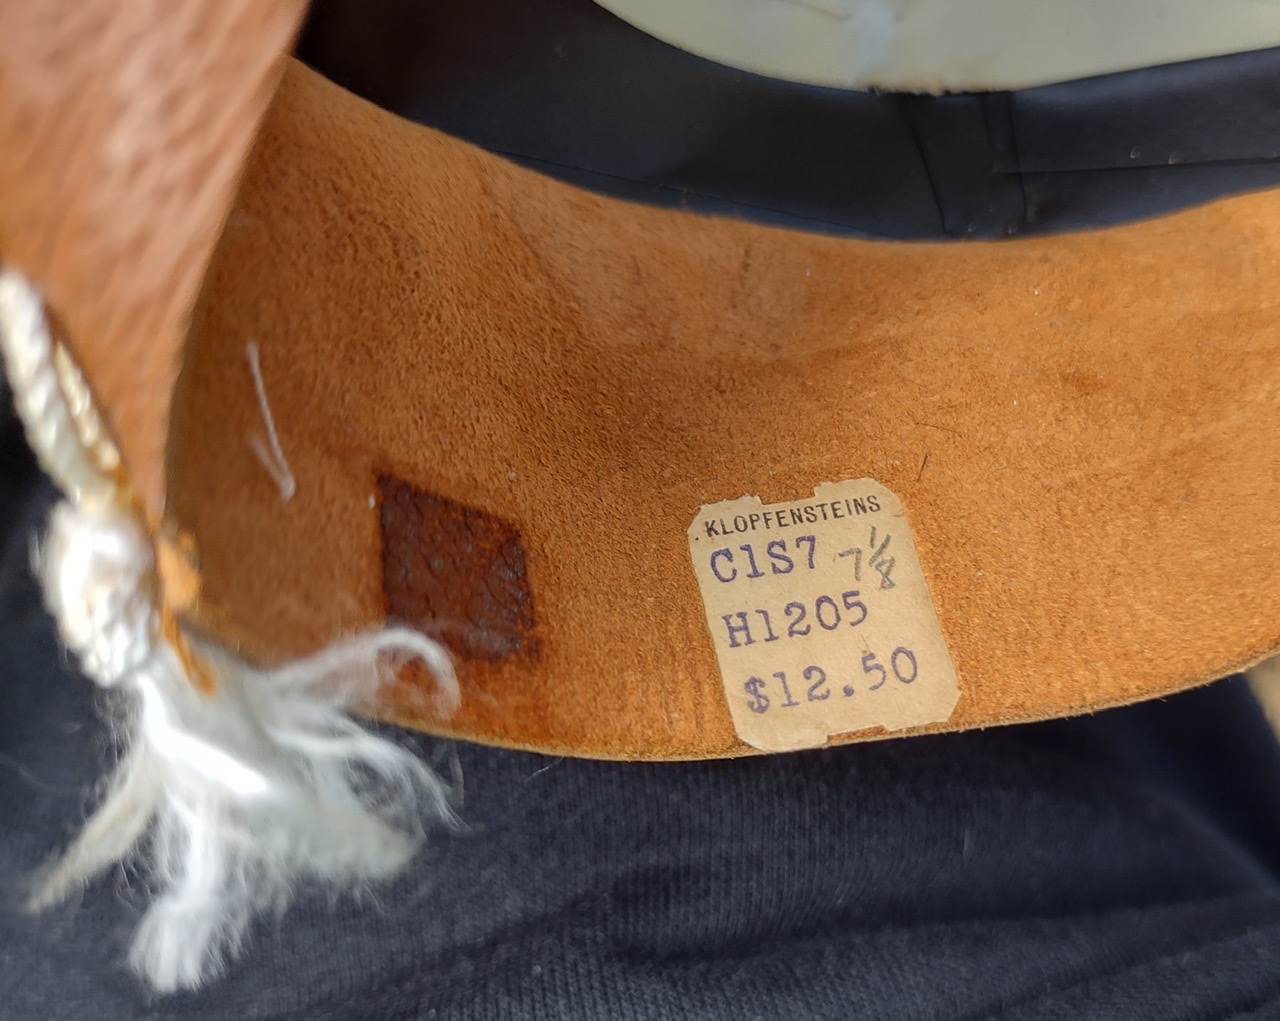 KLOPFENSTEINS
C1S7 7 1/8
H1205
$12.50